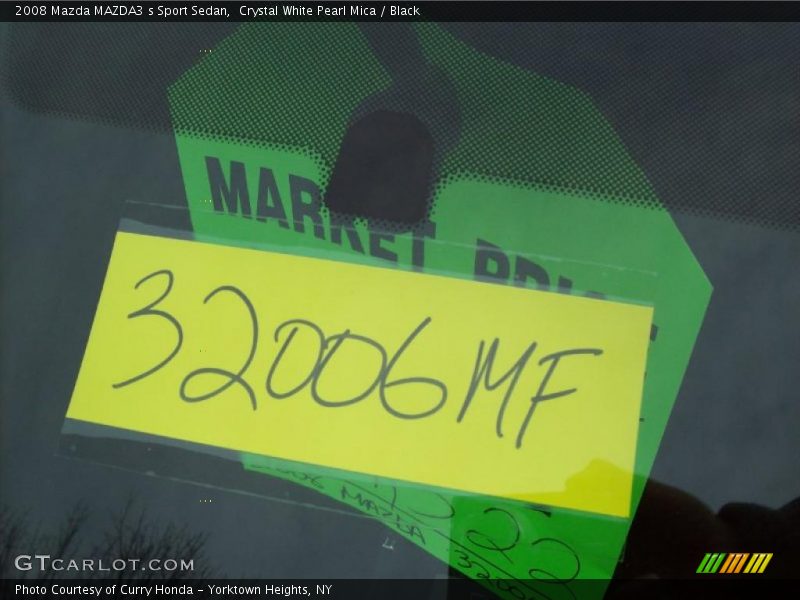 2008 Mazda MAZDA3 s Sport Sedan, Crystal White Pearl Mica / Black
MARKET
32006MF
MAZDA
GTCARLOT.COM
Photo Courtesy of Curry Honda - Yorktown Heights, NY